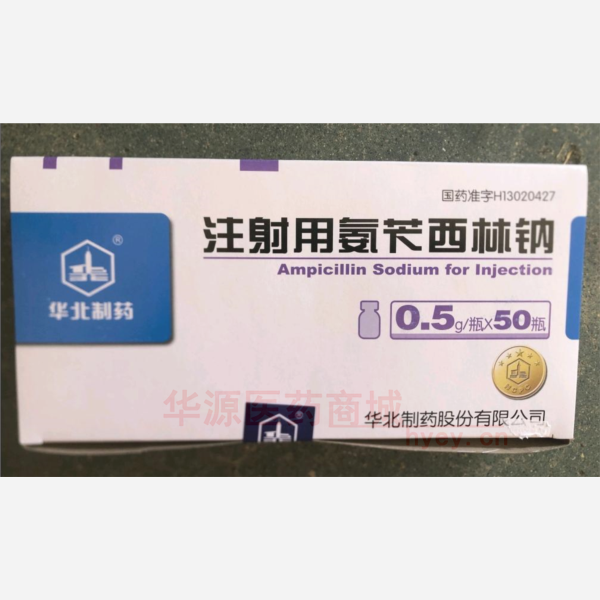 国药准字H13020427
®
注射用氨苄西林钠
Ampicillin Sodium for Injection
华北制药
0.5g/瓶X50瓶
华源医药商城
华北制药股份有限公司
hyey.cn